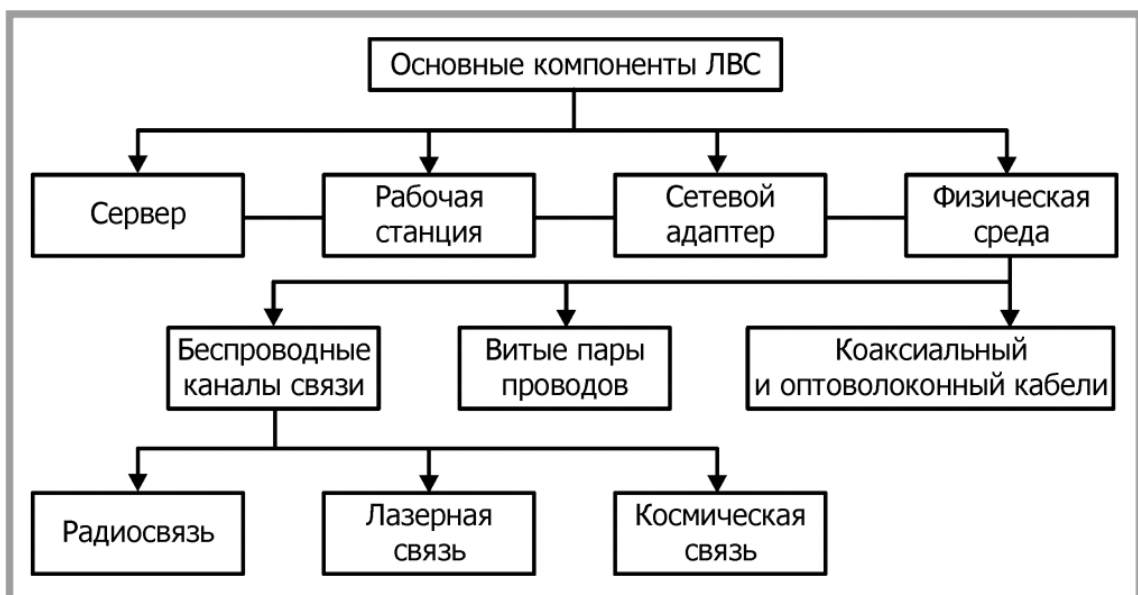 Основные компоненты ЛВС
Сервер
Рабочая
станция
Сетевой
адаптер
Физическая
среда
Беспроводные
каналы связи
Витые пары
проводов
Коаксиальный
и оптоволоконный кабели
Радиосвязь
Лазерная
связь
Космическая
связь